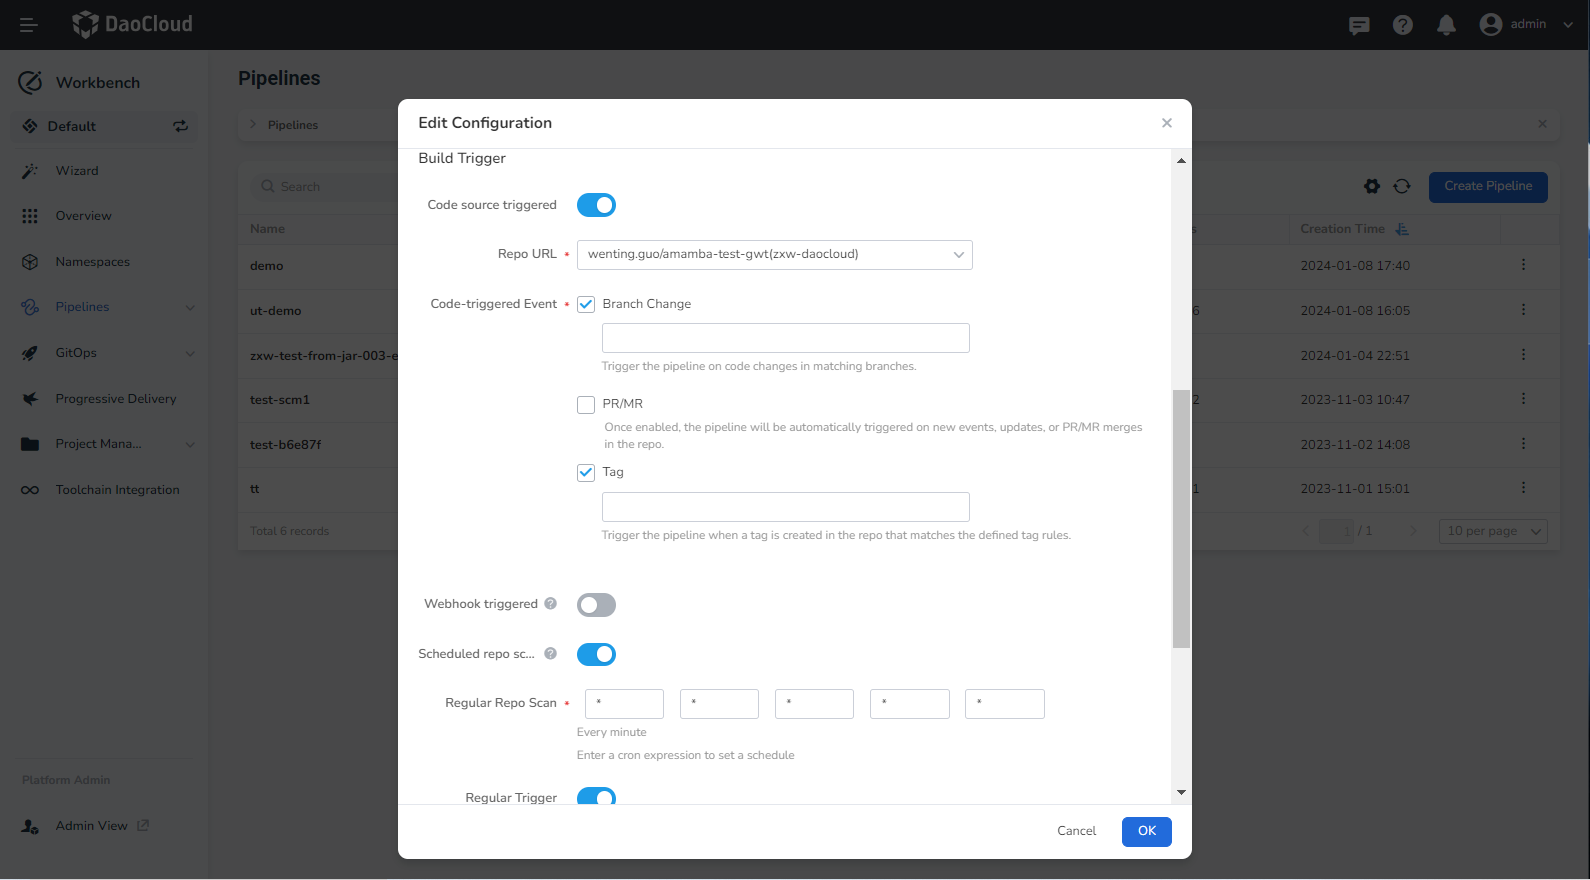 DaoCloud
admin
Workbench
Default
Wizard
Overview
Namespaces
Pipelines
GitOps
Progressive Delivery
Project Mana...
Toolchain Integration
Platform Admin
Admin View
Pipelines
Pipelines
Search
Create Pipeline
Name
s
Creation Time
demo
2024-01-08 17:40
ut-demo
6
2024-01-08 16:05
zxw-test-from-jar-003-e
2024-01-04 22:51
test-scm1
2
2023-11-03 10:47
test-b6e87f
2023-11-02 14:08
tt
1
2023-11-01 15:01
Total 6 records
1 / 1
10 per page
Edit Configuration
Build Trigger
Code source triggered
Repo URL * wenting.guo/amamba-test-gwt(zxw-daocloud)
Code-triggered Event * Branch Change
Trigger the pipeline on code changes in matching branches.
PR/MR
Once enabled, the pipeline will be automatically triggered on new events, updates, or PR/MR merges
in the repo.
Tag
Trigger the pipeline when a tag is created in the repo that matches the defined tag rules.
Webhook triggered ?
Scheduled repo sc... ?
Regular Repo Scan * * * * * *
Every minute
Enter a cron expression to set a schedule
Regular Trigger
Cancel
OK